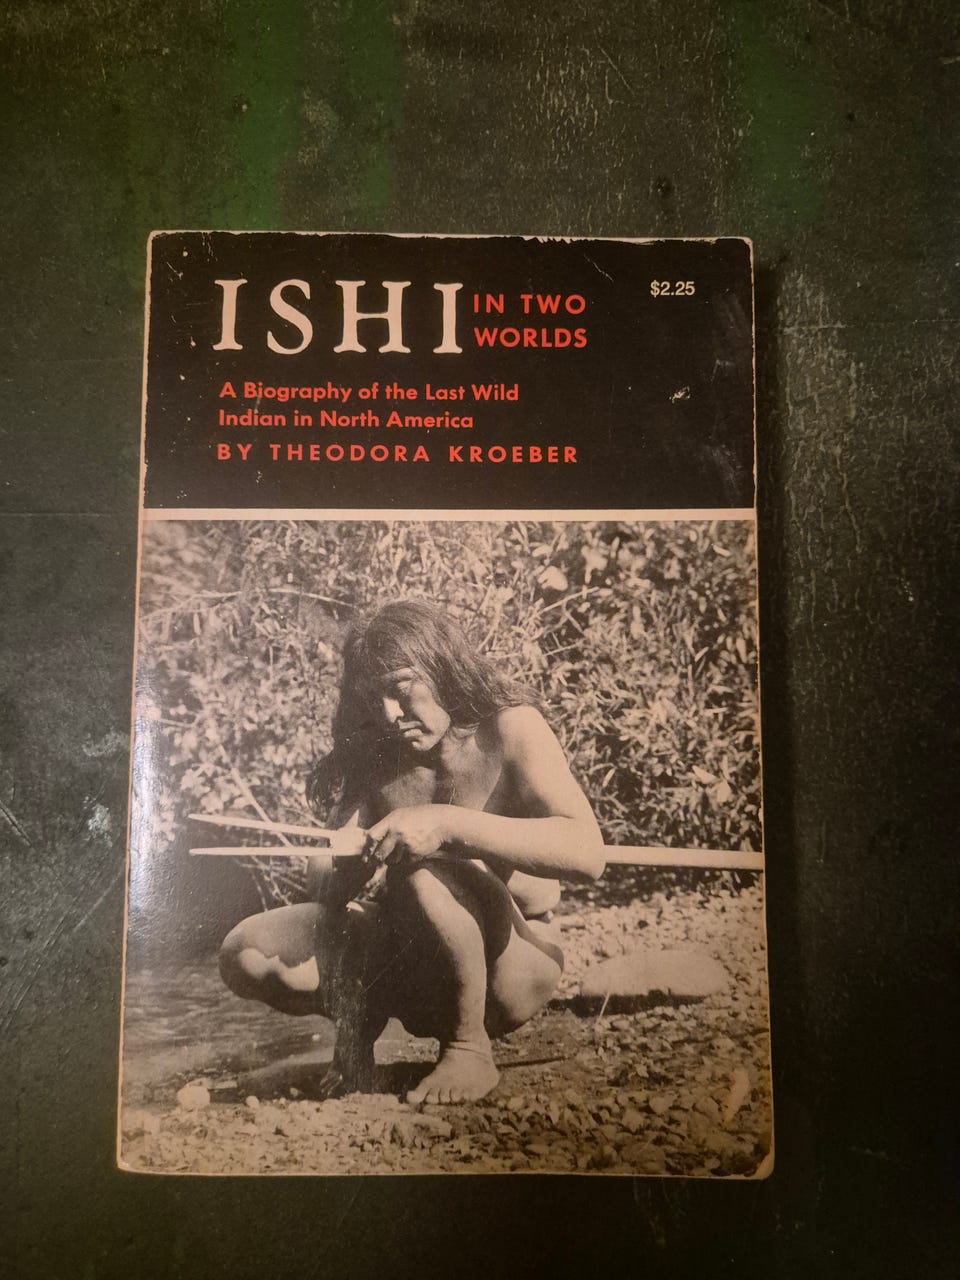 ISHI IN TWO
WORLDS
$2.25
A Biography of the Last Wild
Indian in North America
BY THEODORA KROEBER